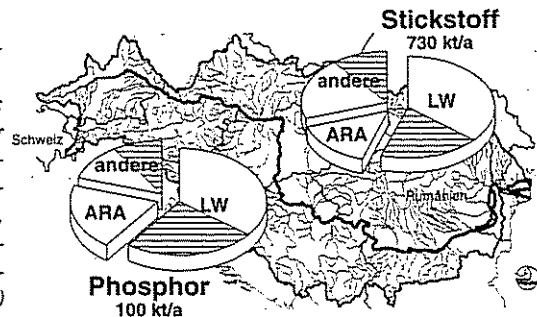 Stickstoff
730 kt/a
andere
LW
ARA
Schweiz
Rumänien
andere
LW
ARA
Phosphor
100 kt/a